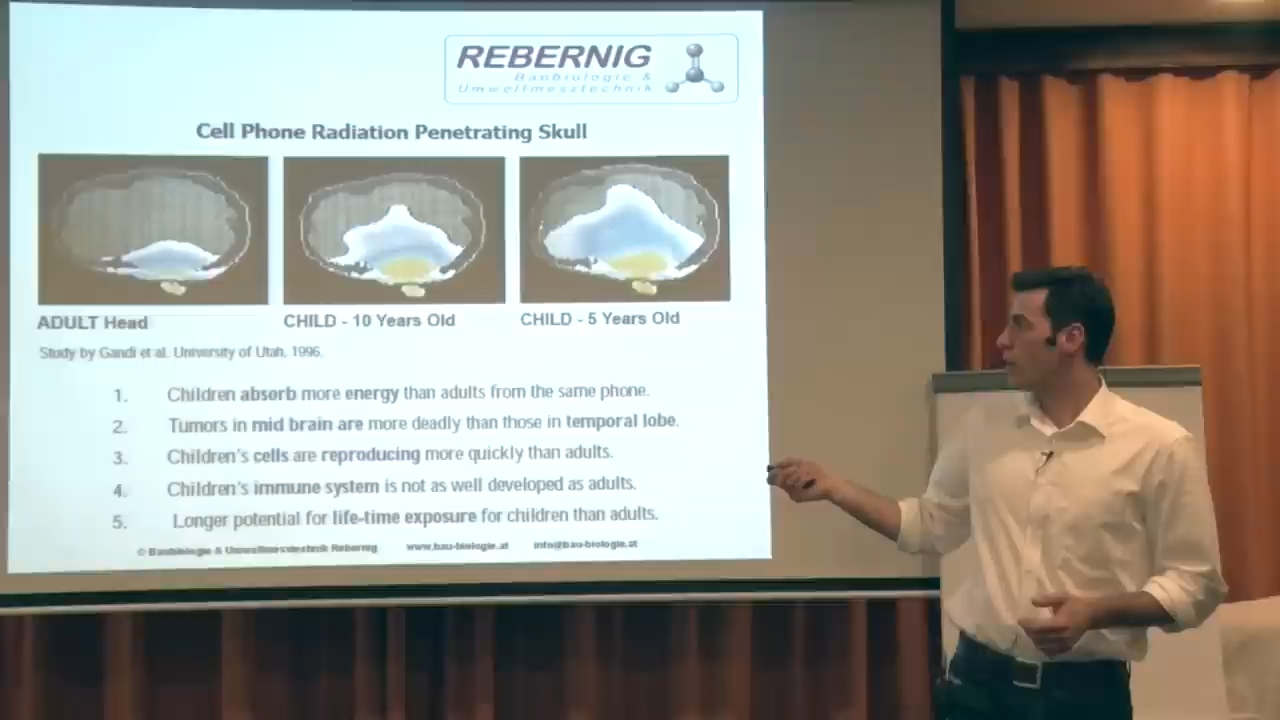 REBERNIG
Baubiologie &
Umweltmesstechnik
Cell Phone Radiation Penetrating Skull
ADULT Head
CHILD - 10 Years Old
CHILD - 5 Years Old
Study by Gandi et al. University of Utah, 1996.
1. Children absorb more energy than adults from the same phone.
2. Tumors in mid brain are more deadly than those in temporal lobe.
3. Children's cells are reproducing more quickly than adults.
4. Children's immune system is not as well developed as adults.
5. Longer potential for life-time exposure for children than adults.
© Baubiologie & Umweltmesstechnik Rebernig www.bau-biologie.at info@bau-biologie.at